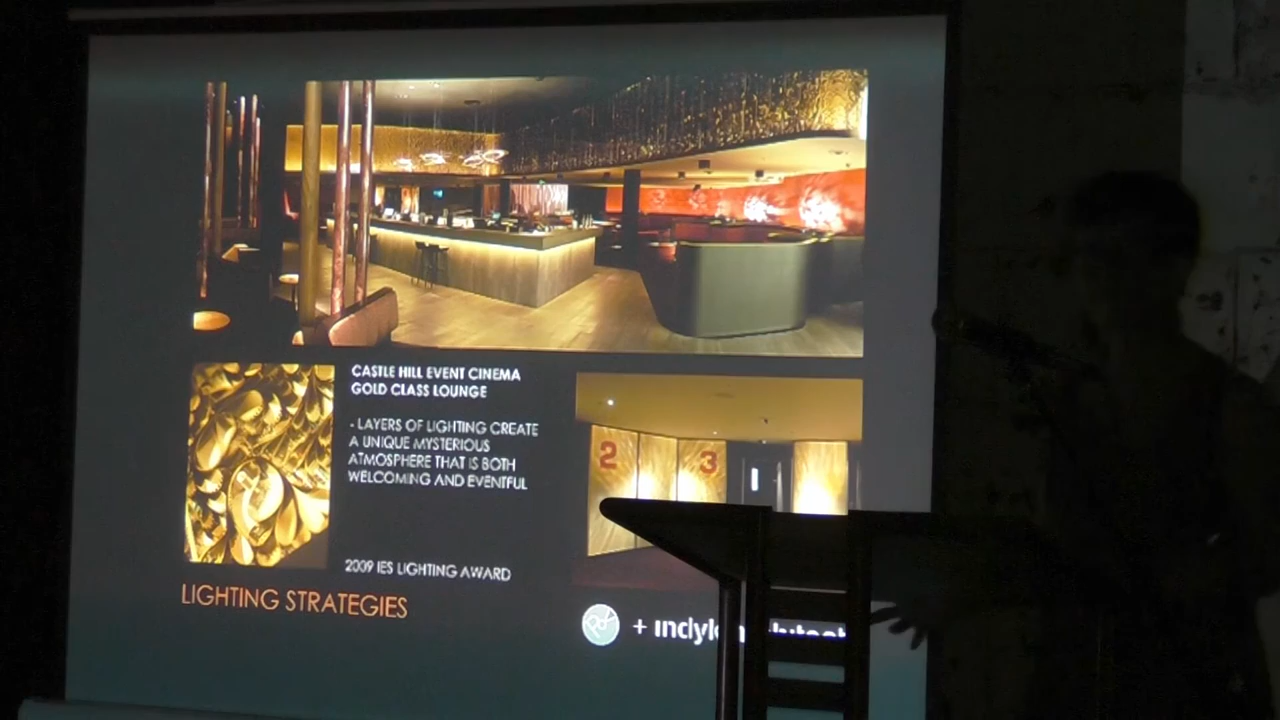 CASTLE HILL EVENT CINEMA
GOLD CLASS LOUNGE
- LAYERS OF LIGHTING CREATE
A UNIQUE MYSTERIOUS
ATMOSPHERE THAT IS BOTH
WELCOMING AND EVENTFUL
2 3
2009 IES LIGHTING AWARD
LIGHTING STRATEGIES
+